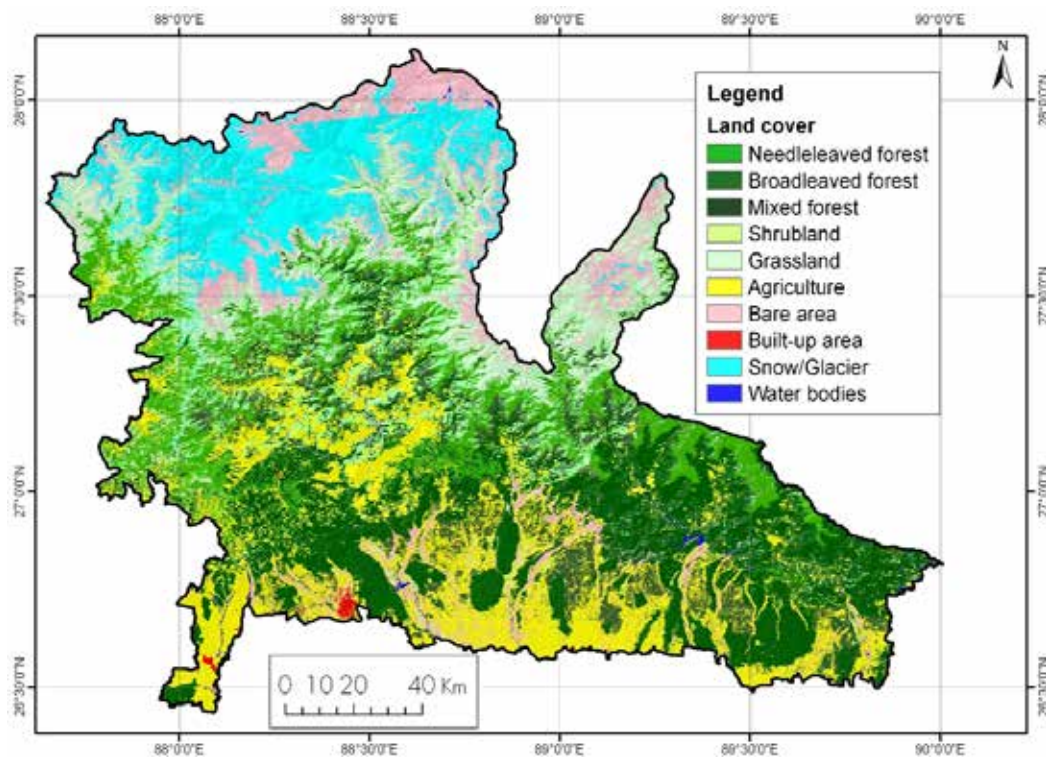 88°0'0"E 88°30'0"E 89°0'0"E 89°30'0"E 90°0'0"E
N
28°0'0"N 28°0'0"N
Legend
Land cover
Needleleaved forest
Broadleaved forest
Mixed forest
Shrubland
Grassland
Agriculture
Bare area
Built-up area
Snow/Glacier
Water bodies
27°30'0"N 27°30'0"N
27°0'0"N 27°0'0"N
26°30'0"N 26°30'0"N
0 10 20 40 Km
88°0'0"E 88°30'0"E 89°0'0"E 89°30'0"E 90°0'0"E